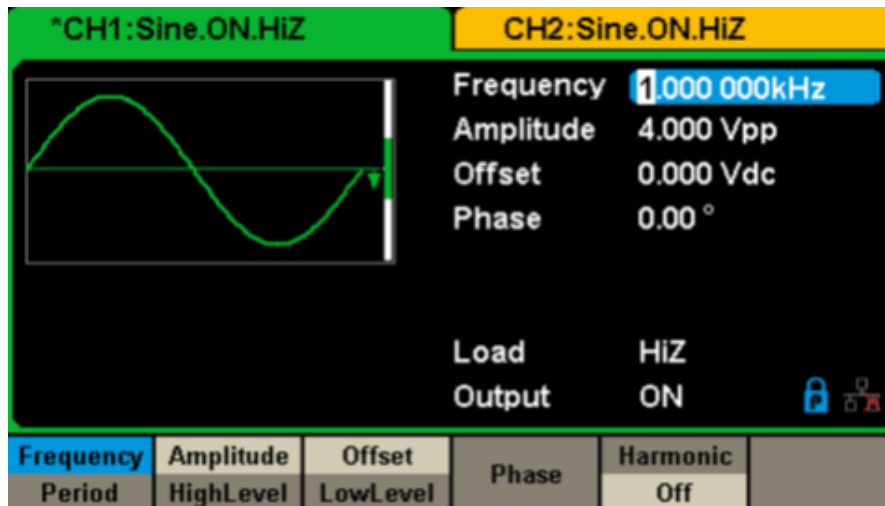 *CH1:Sine.ON.HiZ CH2:Sine.ON.HiZ
Frequency 1.000 000kHz
Amplitude 4.000 Vpp
Offset 0.000 Vdc
Phase 0.00 °
Load HiZ
Output ON P
Frequency Amplitude Offset Phase Harmonic
Period HighLevel LowLevel Off